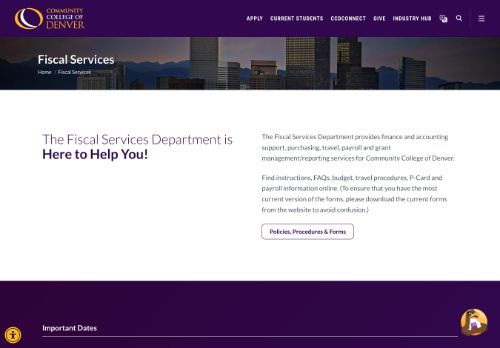 COMMUNITY
COLLEGE OF
DENVER
APPLY CURRENT STUDENTS CCDCONNECT GIVE INDUSTRY HUB
Fiscal Services
Home / Fiscal Services
The Fiscal Services Department is
Here to Help You!
The Fiscal Services Department provides finance and accounting
support, purchasing, travel, payroll and grant
management/reporting services for Community College of Denver.
Find instructions, FAQs, budget, travel procedures, P-Card and
payroll information online. (To ensure that you have the most
current version of the forms, please download the current forms
from the website to avoid confusion.)
Policies, Procedures & Forms
Important Dates